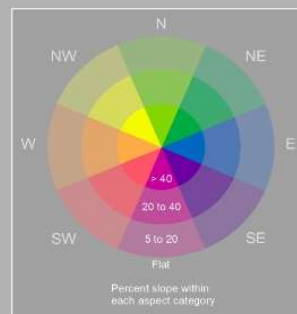 N
NW NE
W E
> 40
20 to 40
5 to 20
SW SE
Flat
Percent slope within
each aspect category